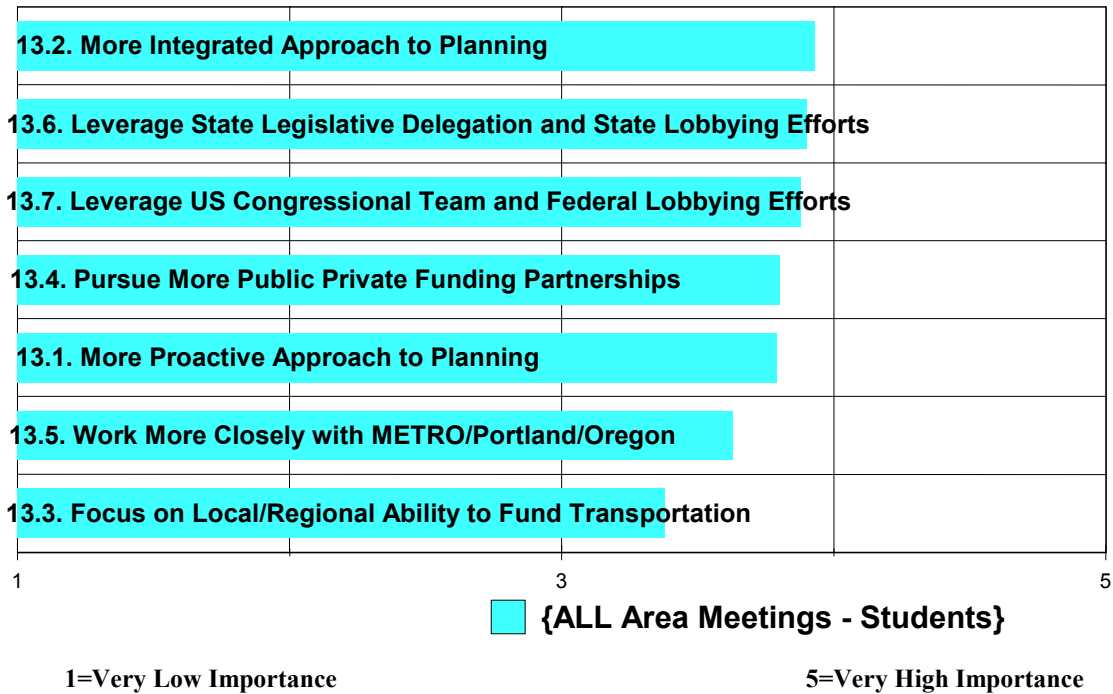 13.2. More Integrated Approach to Planning
13.6. Leverage State Legislative Delegation and State Lobbying Efforts
13.7. Leverage US Congressional Team and Federal Lobbying Efforts
13.4. Pursue More Public Private Funding Partnerships
13.1. More Proactive Approach to Planning
13.5. Work More Closely with METRO/Portland/Oregon
13.3. Focus on Local/Regional Ability to Fund Transportation
1 3 5
{ALL Area Meetings - Students}
1=Very Low Importance 5=Very High Importance